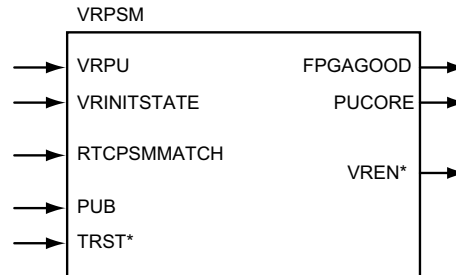 VRPSM
VRPU
FPGAGOOD
VRINITSTATE
PUCORE
RTCPSMMATCH
VREN*
PUB
TRST*